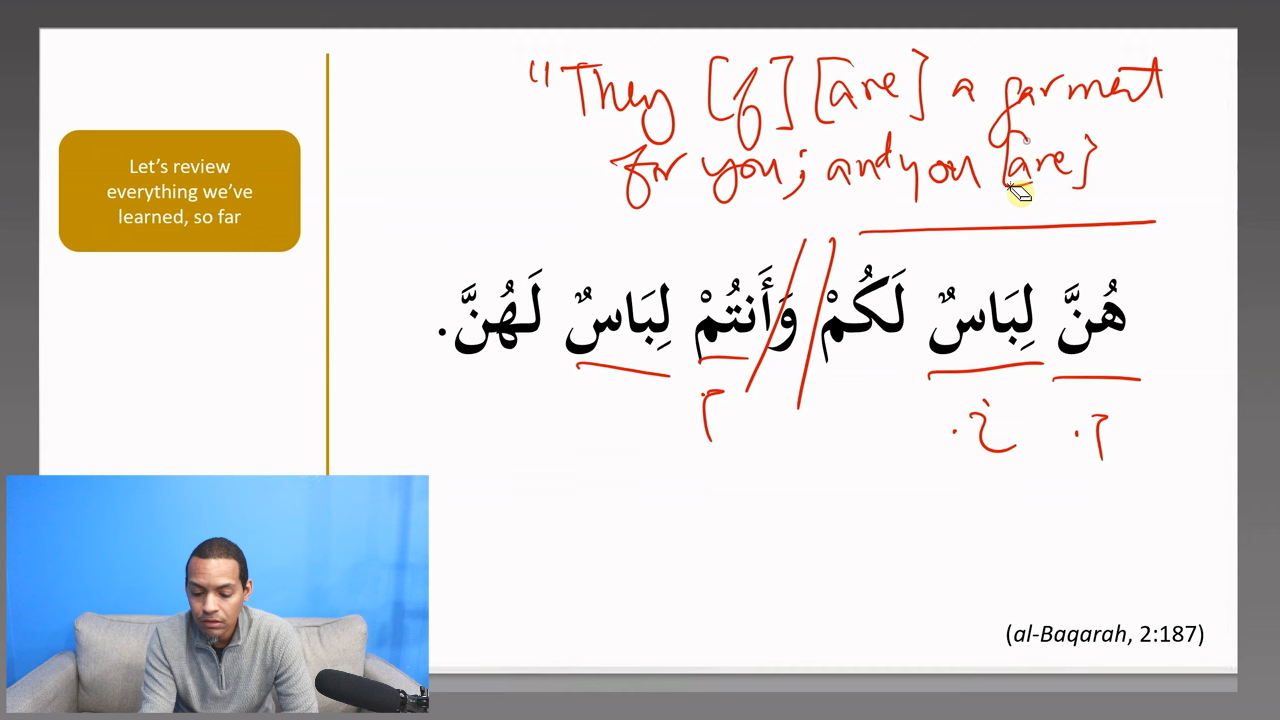 Let's review
everything we've
learned, so far
"They [f] [are] a garment
for you; and you [are]
هُنَّ لِبَاسٌ لَكُمْ وَأَنتُمْ لِبَاسٌ لَهُنَّ.
(al-Baqarah, 2:187)